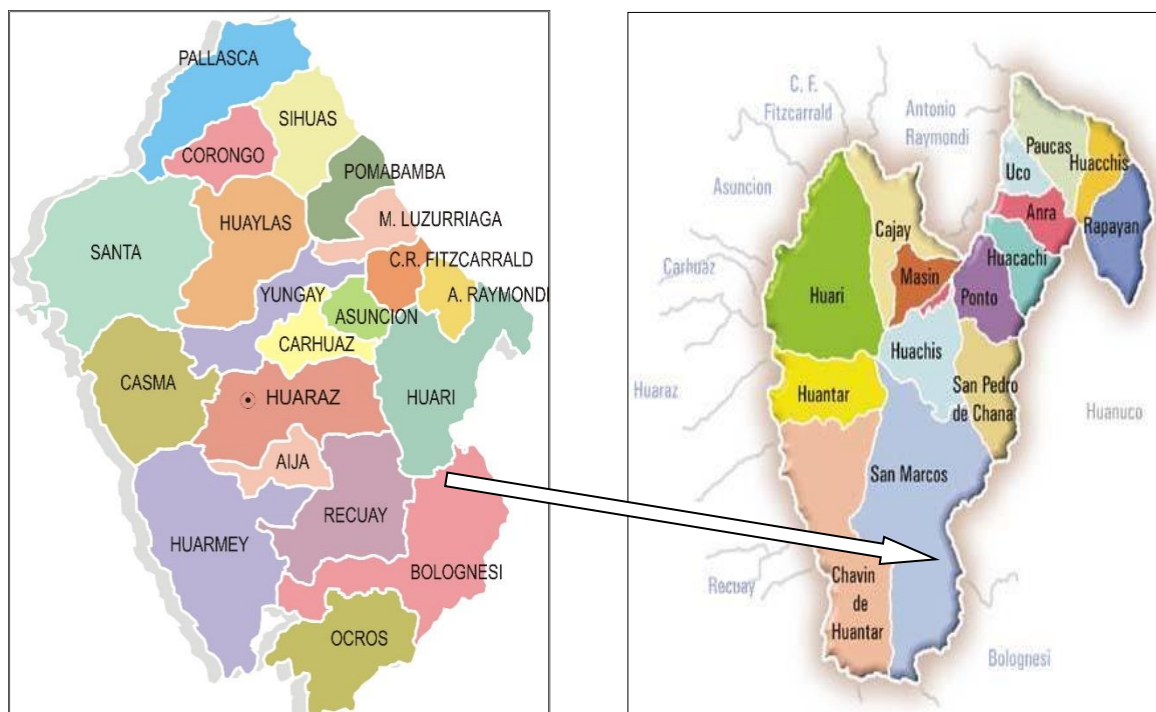 PALLASCA
SIHUAS
CORONGO
POMABAMBA
M. LUZURRIAGA
HUAYLAS
SANTA
C.R. FITZCARRALD
YUNGAY
A. RAYMONDI
ASUNCION
CARHUAZ
CASMA
HUARAZ
HUARI
AIJA
RECUAY
HUARMEY
BOLOGNESI
OCROS
C. F.
Fitzcarrald
Antonio
Raymondi
Asuncion
Paucas
Huacchis
Uco
Anra
Rapayan
Cajay
Huacachi
Carhuaz
Masin
Huari
Ponto
Huachis
Huaraz
Huantar
San Pedro
de Chana
Huanuco
San Marcos
Recuay
Chavin
de
Huantar
Bolognesi